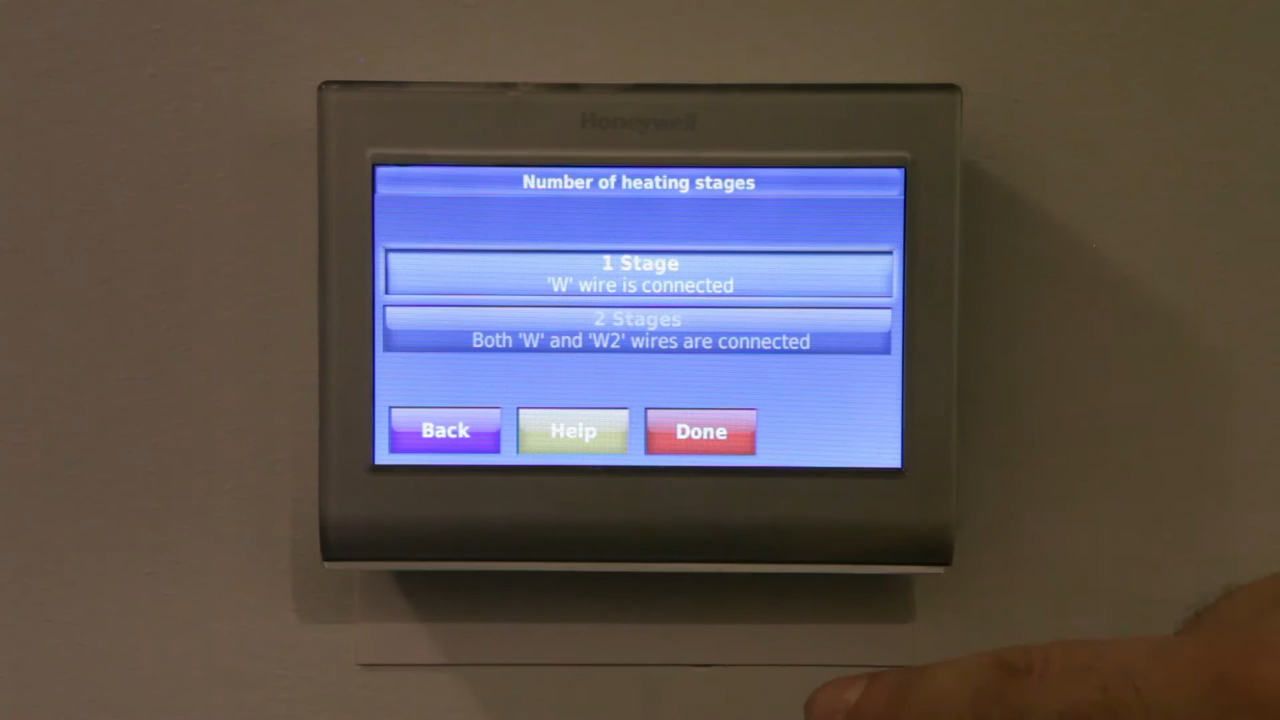 Honeywell
Number of heating stages
1 Stage
'W' wire is connected
2 Stages
Both 'W' and 'W2' wires are connected
Back
Help
Done